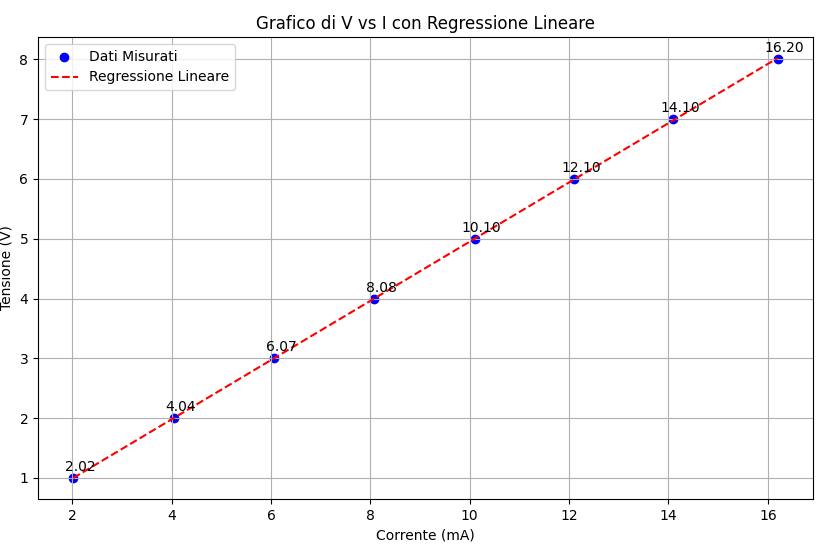 Grafico di V vs I con Regressione Lineare
Dati Misurati
Regressione Lineare
16.20
14.10
12.10
10.10
8.08
6.07
4.04
2.02
8
7
6
5
4
3
2
1
Tensione (V)
2 4 6 8 10 12 14 16
Corrente (mA)